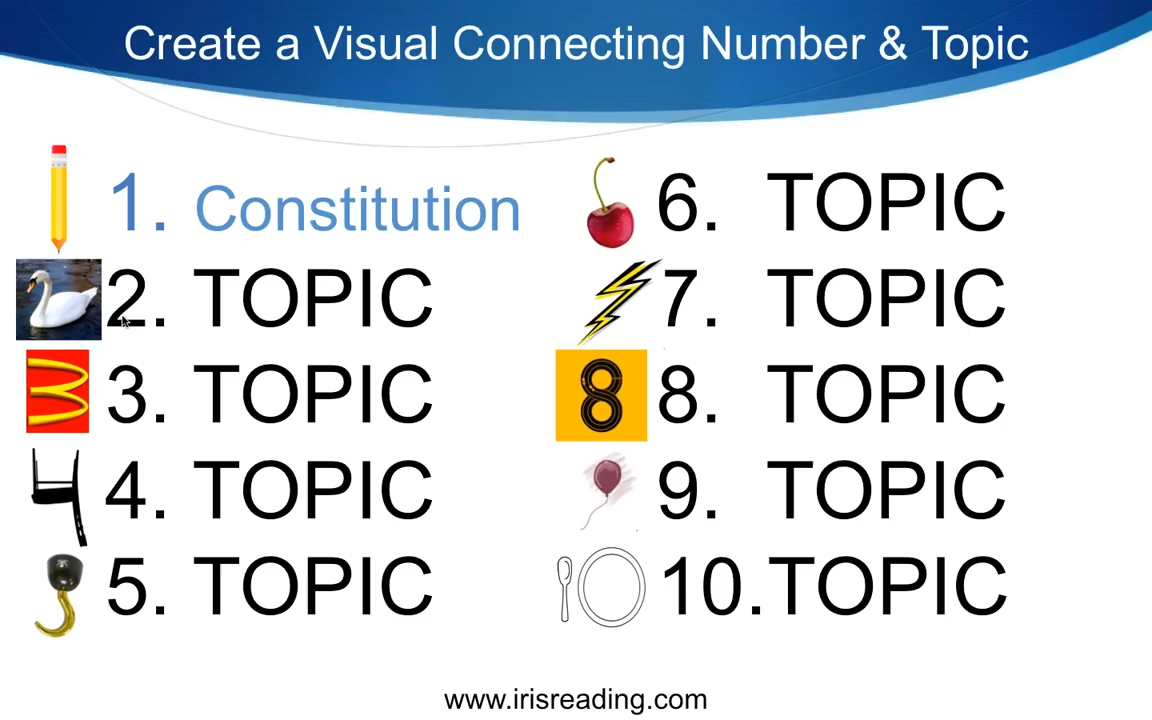 Create a Visual Connecting Number & Topic
1. Constitution
2. TOPIC
3. TOPIC
4. TOPIC
5. TOPIC
6. TOPIC
7. TOPIC
8
8. TOPIC
9. TOPIC
10.TOPIC
www.irisreading.com